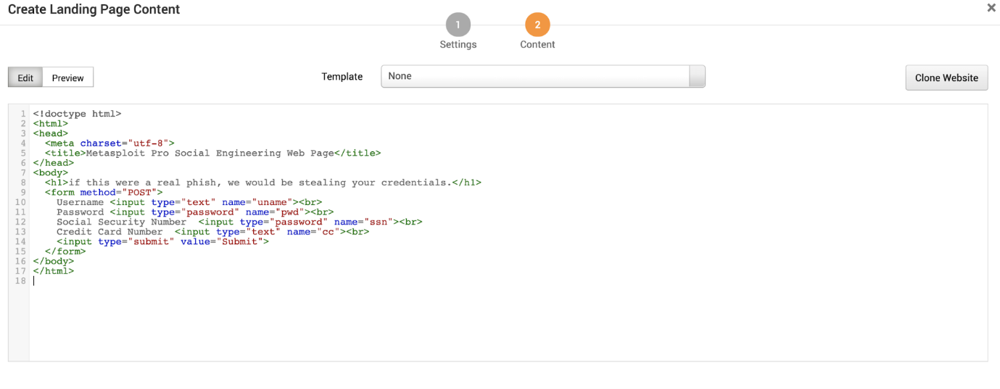 Create Landing Page Content
×
1
2
Settings
Content
Edit
Preview
Template
None
Clone Website
1 <!doctype html>
2 <html>
3 <head>
4   <meta charset="utf-8">
5   <title>Metasploit Pro Social Engineering Web Page</title>
6 </head>
7 <body>
8   <h1>if this were a real phish, we would be stealing your credentials.</h1>
9   <form method="POST">
10     Username <input type="text" name="uname"><br>
11     Password <input type="password" name="pwd"><br>
12     Social Security Number  <input type="password" name="ssn"><br>
13     Credit Card Number  <input type="text" name="cc"><br>
14     <input type="submit" value="Submit">
15   </form>
16 </body>
17 </html>
18